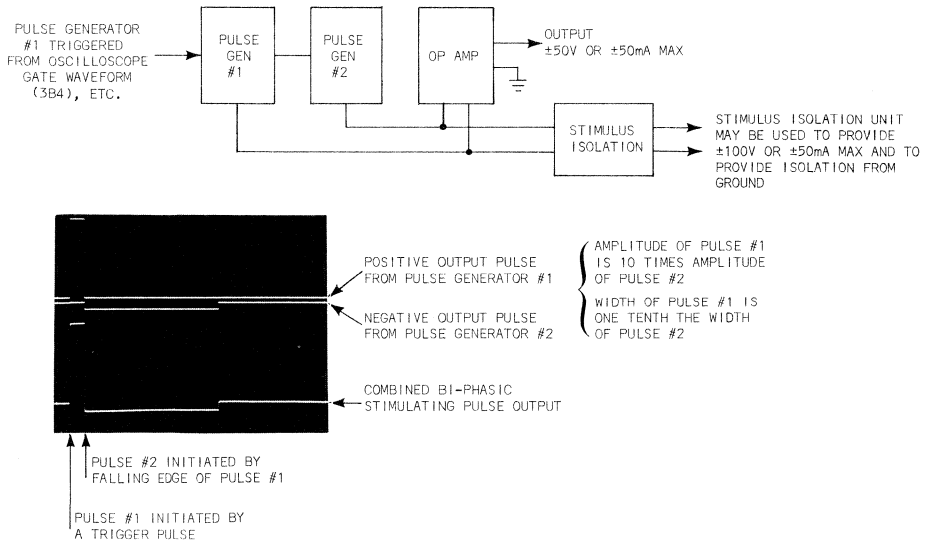 PULSE GENERATOR
#1 TRIGGERED
FROM OSCILLOSCOPE
GATE WAVEFORM
(3B4), ETC.
PULSE
GEN
#1
PULSE
GEN
#2
OP AMP
OUTPUT
±50V OR ±50mA MAX
STIMULUS
ISOLATION
STIMULUS ISOLATION UNIT
MAY BE USED TO PROVIDE
±100V OR ±50mA MAX AND TO
PROVIDE ISOLATION FROM
GROUND
POSITIVE OUTPUT PULSE
FROM PULSE GENERATOR #1
NEGATIVE OUTPUT PULSE
FROM PULSE GENERATOR #2
AMPLITUDE OF PULSE #1
IS 10 TIMES AMPLITUDE
OF PULSE #2
WIDTH OF PULSE #1 IS
ONE TENTH THE WIDTH
OF PULSE #2
COMBINED BI-PHASIC
STIMULATING PULSE OUTPUT
PULSE #2 INITIATED BY
FALLING EDGE OF PULSE #1
PULSE #1 INITIATED BY
A TRIGGER PULSE